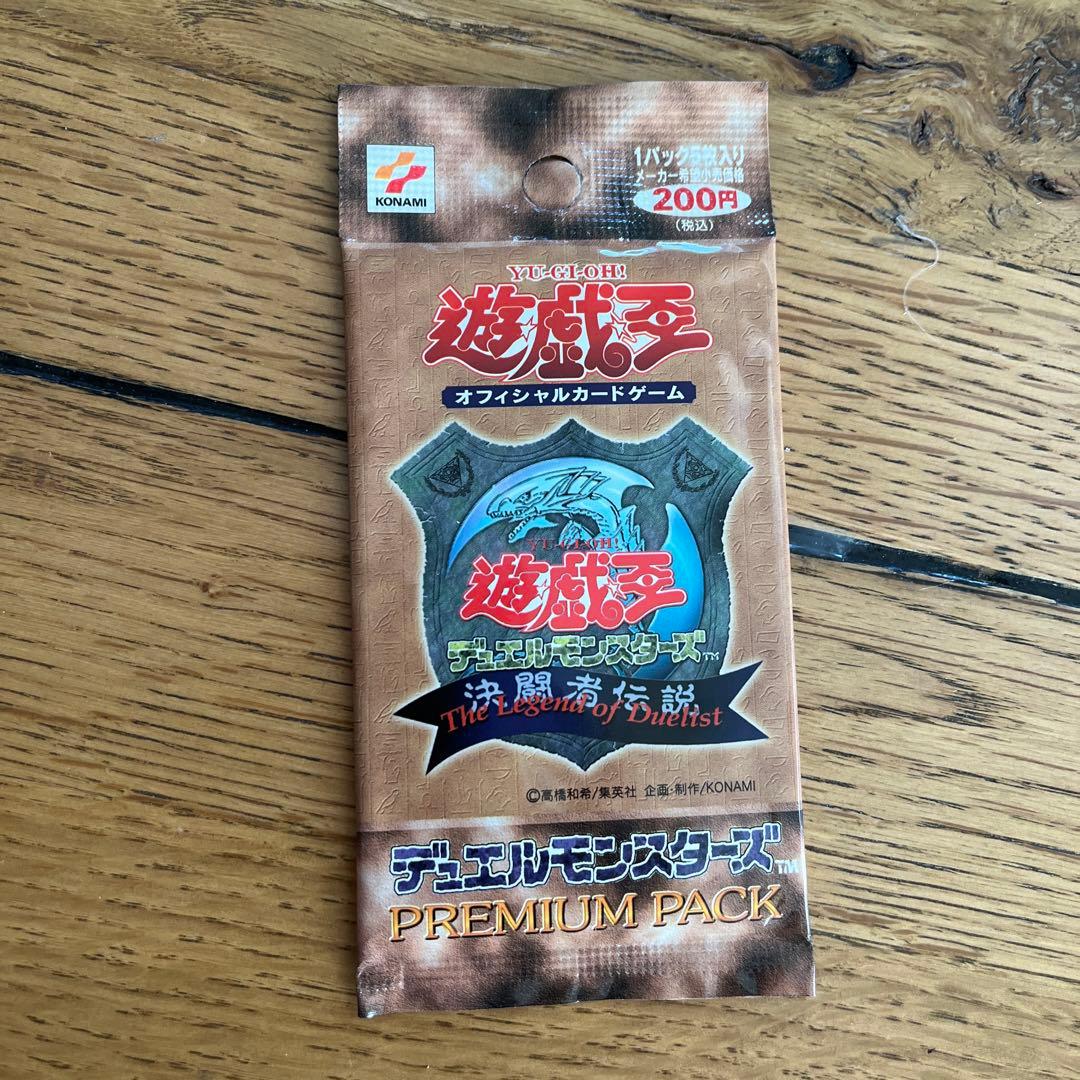 KONAMI
1パック5枚入り
メーカー希望小売価格
200円
(税込)
YU-GI-OH!
遊☆戯☆王
オフィシャルカードゲーム
YU-GI-OH!
遊☆戯☆王
デュエルモンスターズ™
決闘者伝説
The Legend of Duelist
©高橋和希/集英社 企画・制作/KONAMI
デュエルモンスターズ™
PREMIUM PACK